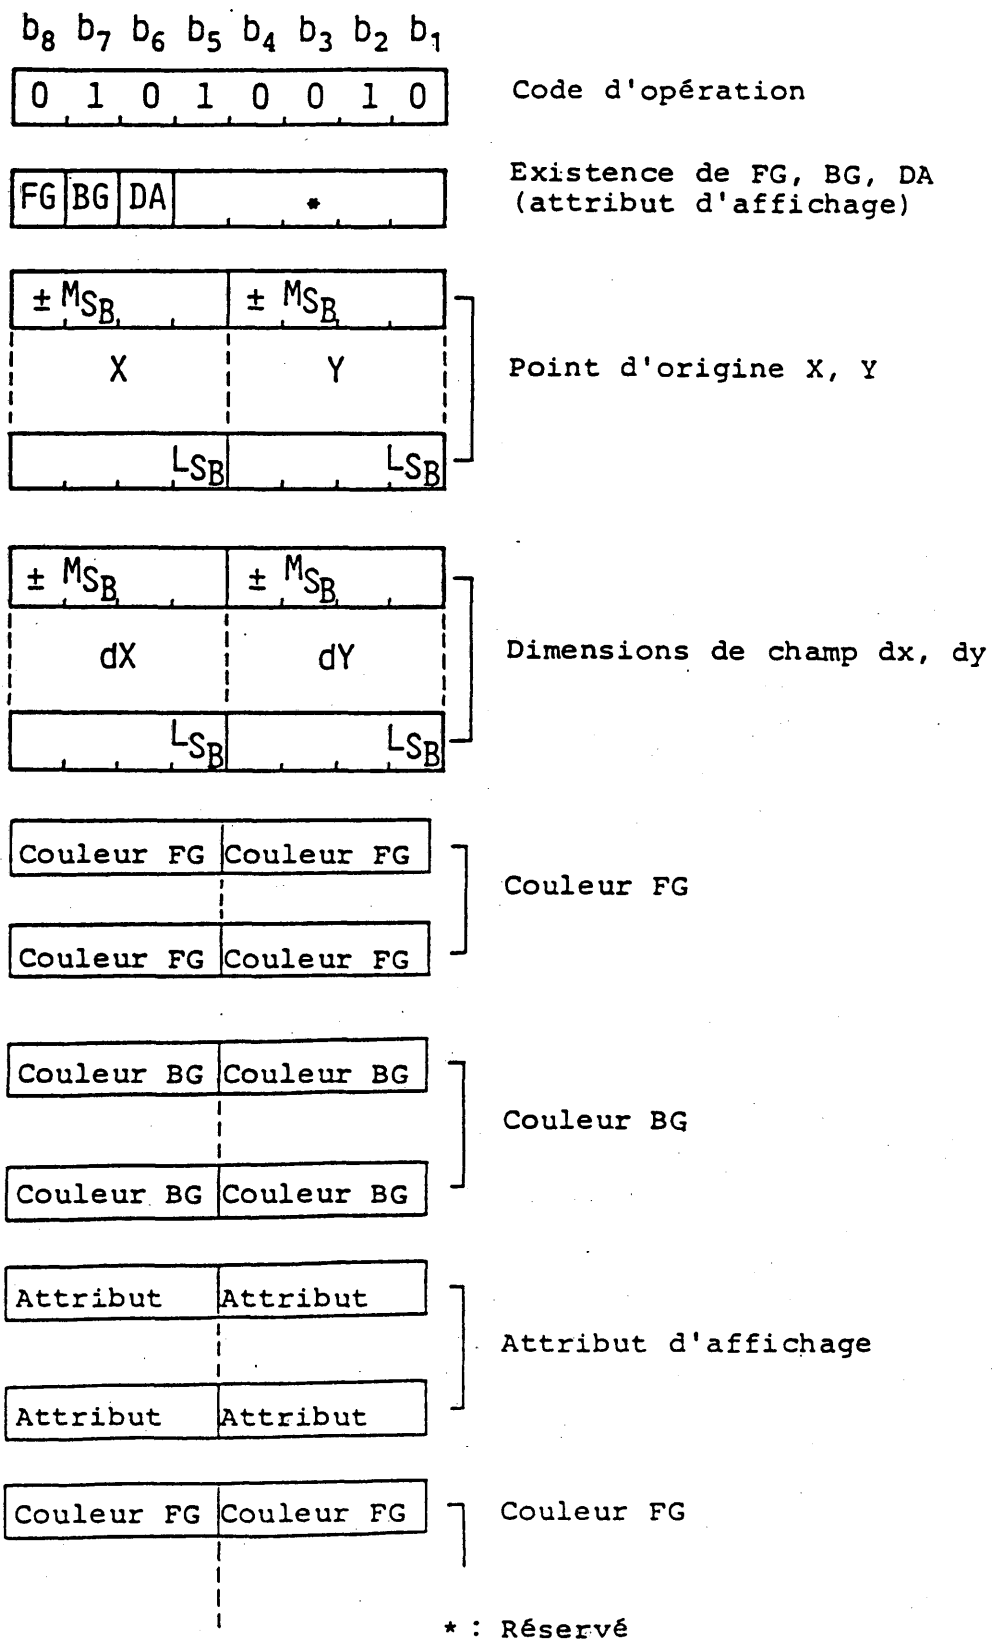 b8 b7 b6 b5 b4 b3 b2 b1
0 1 0 1 0 0 1 0 Code d'opération
FG BG DA * Existence de FG, BG, DA
(attribut d'affichage)
± MSB ± MSB
X Y Point d'origine X, Y
LSB LSB
± MSB ± MSB
dX dY Dimensions de champ dx, dy
LSB LSB
Couleur FG Couleur FG
Couleur FG
Couleur FG Couleur FG
Couleur BG Couleur BG
Couleur BG
Couleur BG Couleur BG
Attribut Attribut
Attribut d'affichage
Attribut Attribut
Couleur FG Couleur FG Couleur FG
* : Réservé